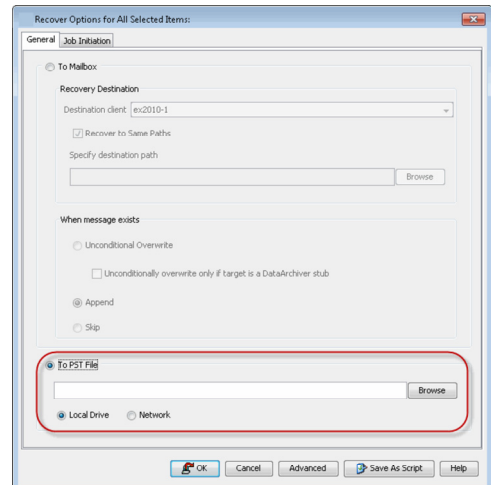 Recover Options for All Selected Items:
General Job Initiation
To Mailbox
Recovery Destination
Destination client ex2010-1
Recover to Same Paths
Specify destination path
Browse
When message exists
Unconditional Overwrite
Unconditionally overwrite only if target is a DataArchiver stub
Append
Skip
To PST File
Browse
Local Drive Network
OK Cancel Advanced Save As Script Help